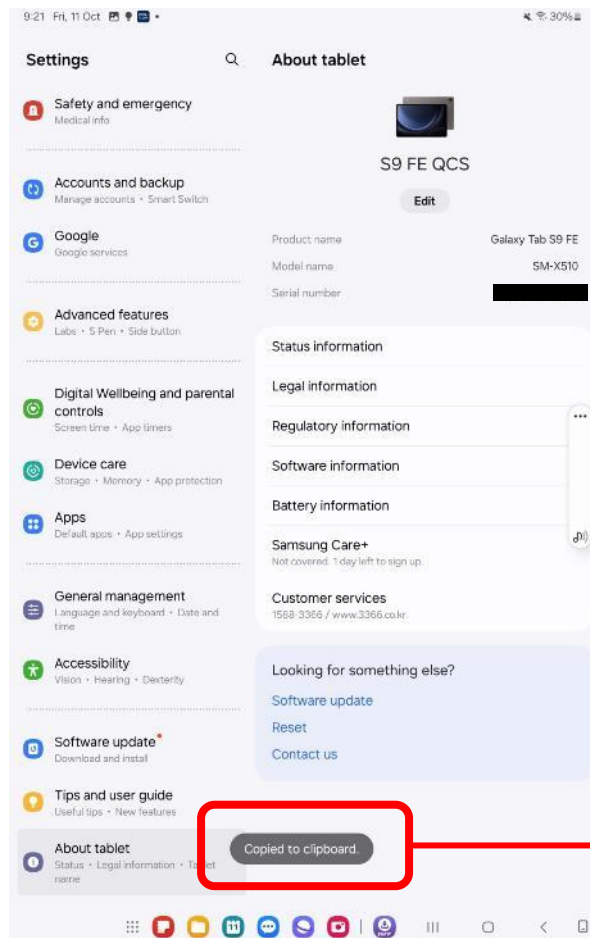 9:21 Fri, 11 Oct
30%
Settings
Safety and emergency
Medical info
Accounts and backup
Manage accounts • Smart Switch
Google
Google services
Advanced features
Labs • S Pen • Side button
Digital Wellbeing and parental
controls
Screen time • App timers
Device care
Storage • Memory • App protection
Apps
Default apps • App settings
General management
Language and keyboard • Date and
time
Accessibility
Vision • Hearing • Dexterity
Software update
Download and install
Tips and user guide
Useful tips • New features
About tablet
Status • Legal information • Tablet
name
About tablet
S9 FE QCS
Edit
Product name Galaxy Tab S9 FE
Model name SM-X510
Serial number
Status information
Legal information
Regulatory information
Software information
Battery information
Samsung Care+
Not covered. 1 day left to sign up.
Customer services
1588-3366 / www.3366.co.kr
Looking for something else?
Software update
Reset
Contact us
Copied to clipboard.
11